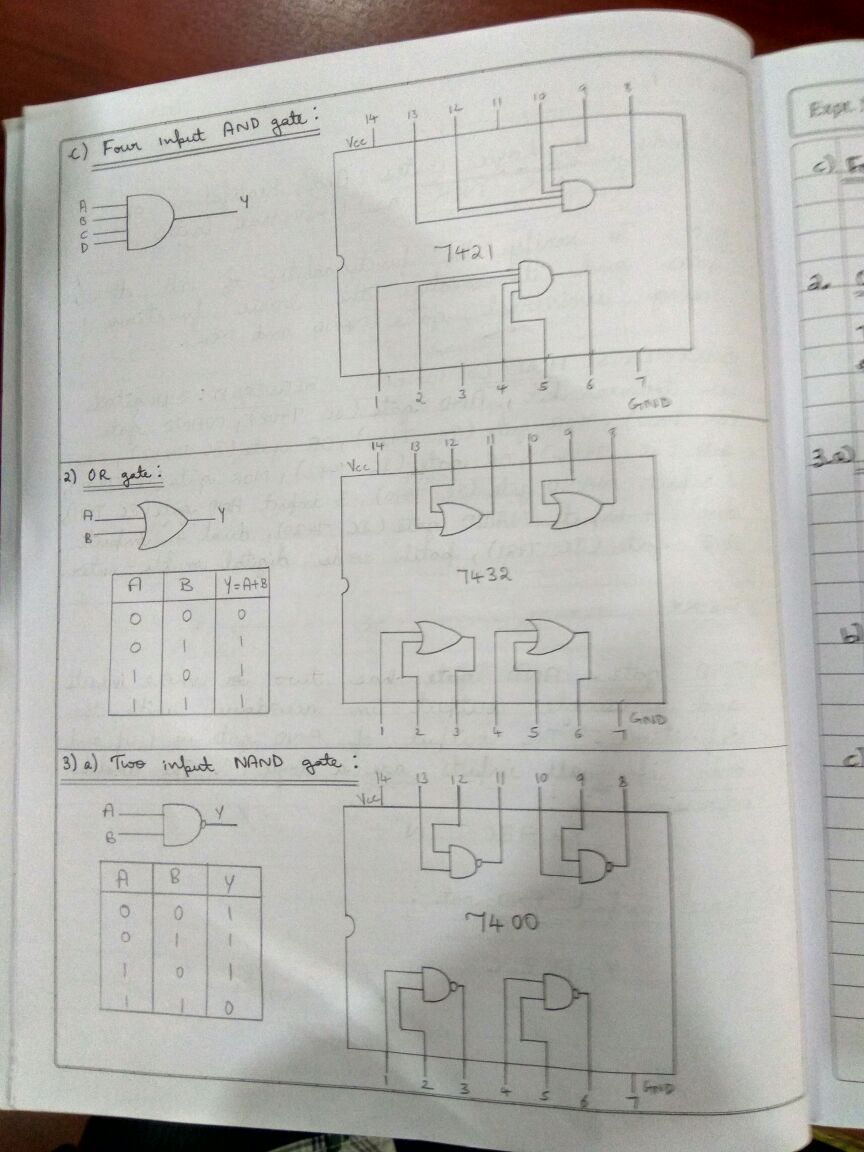 c) Four input AND gate :
14 13 12 11 10 9 8
Vcc
A
B
C
D
Y
7421
1 2 3 4 5 6 7
GND
2) OR gate :
14 13 12 11 10 9 8
Vcc
A
B
Y
7432
A B Y=A+B
0 0 0
0 1 1
1 0 1
1 1 1
1 2 3 4 5 6 7
GND
3) a) Two input NAND gate :
14 13 12 11 10 9 8
Vcc
A
B
Y
7400
A B Y
0 0 1
0 1 1
1 0 1
1 1 0
1 2 3 4 5 6 7
GND
Expt.
c)
2.
3.a)
b)
c)